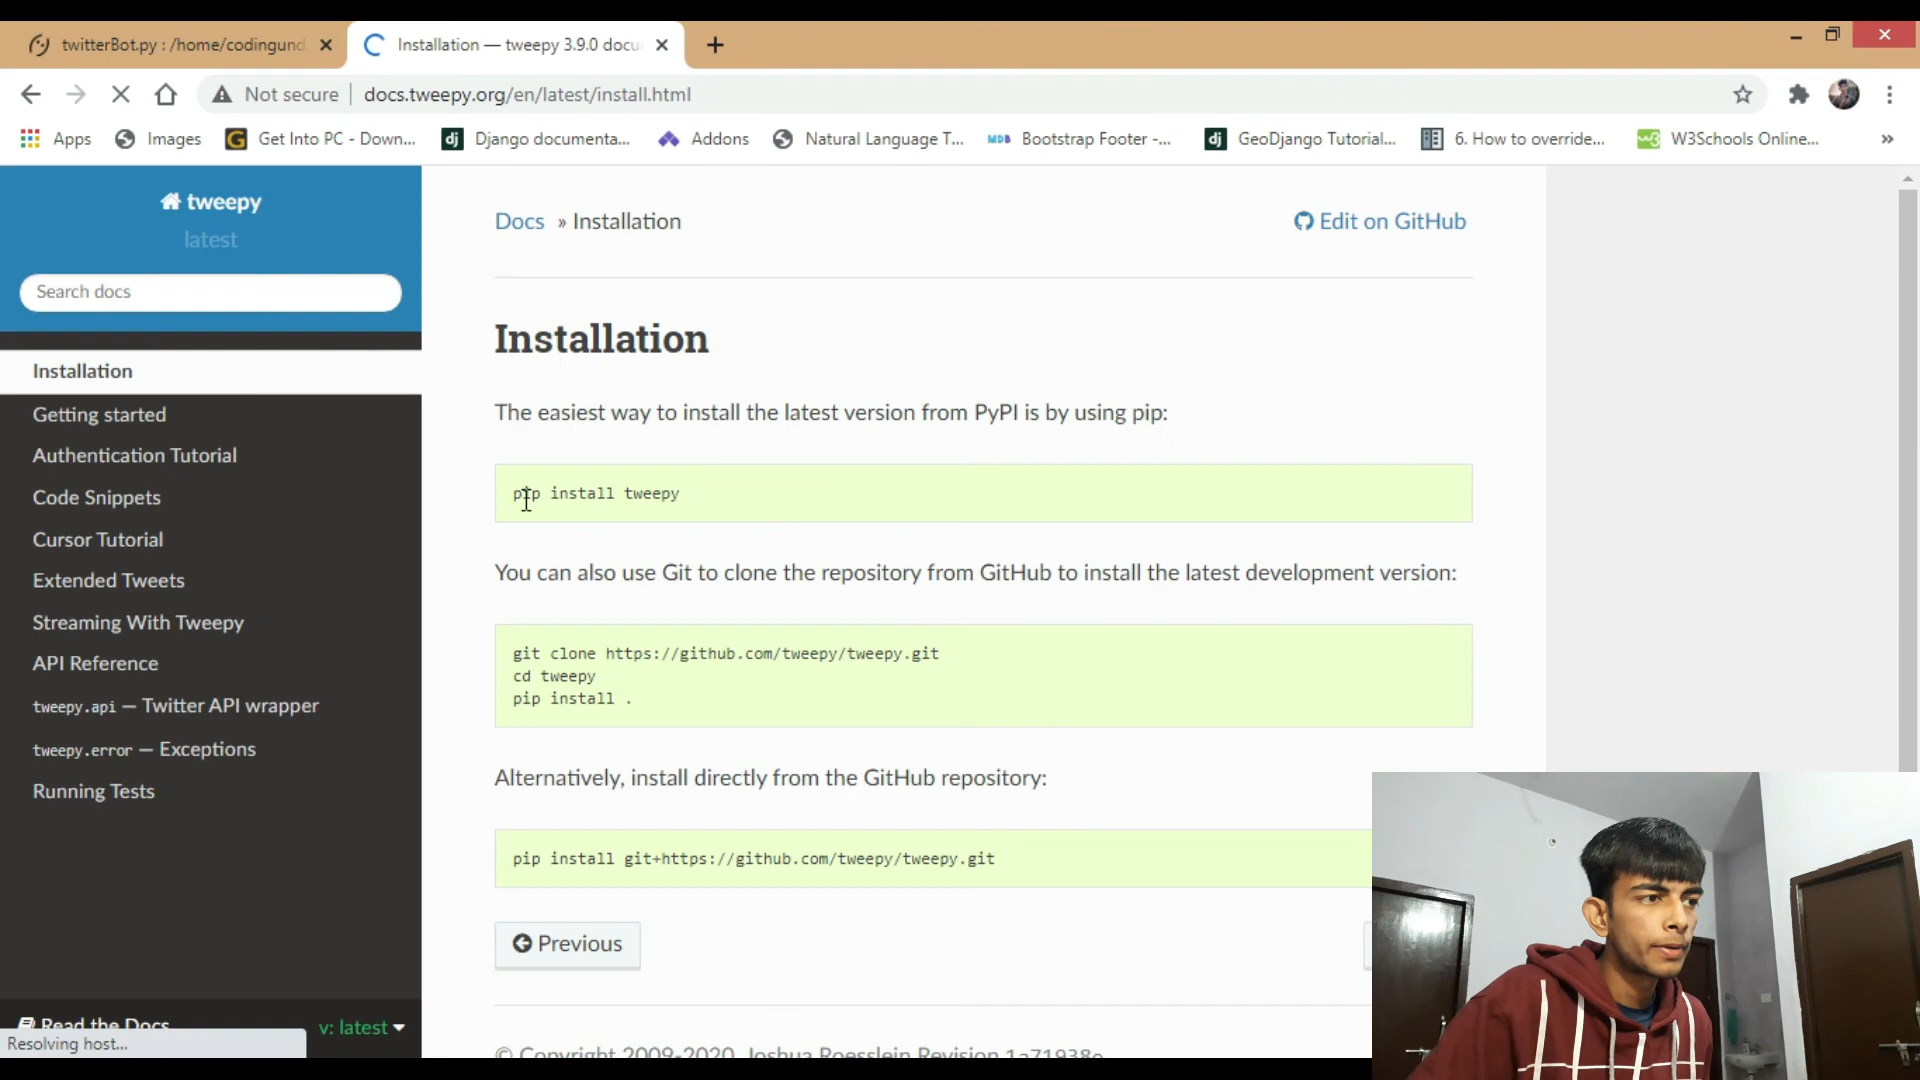 twitterBot.py : /home/codingund
Installation — tweepy 3.9.0 docu
Not secure
docs.tweepy.org/en/latest/install.html
Apps
Images
Get Into PC - Down...
Django documenta...
Addons
Natural Language T...
Bootstrap Footer -...
GeoDjango Tutorial...
6. How to override...
W3Schools Online...
»
tweepy
latest
Search docs
Installation
Getting started
Authentication Tutorial
Code Snippets
Cursor Tutorial
Extended Tweets
Streaming With Tweepy
API Reference
tweepy.api — Twitter API wrapper
tweepy.error — Exceptions
Running Tests
Read the Docs
v: latest
Resolving host...
Docs » Installation
Edit on GitHub
Installation
The easiest way to install the latest version from PyPI is by using pip:
pip install tweepy
You can also use Git to clone the repository from GitHub to install the latest development version:
git clone https://github.com/tweepy/tweepy.git
cd tweepy
pip install .
Alternatively, install directly from the GitHub repository:
pip install git+https://github.com/tweepy/tweepy.git
Previous
© Copyright 2009-2020, Joshua Roesslein Revision 1a71938e